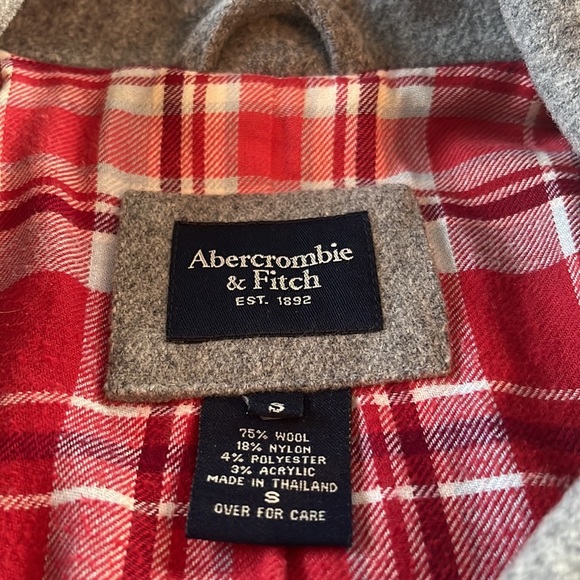 Abercrombie
& Fitch
EST. 1892
S
75% WOOL
18% NYLON
4% POLYESTER
3% ACRYLIC
MADE IN THAILAND
S
OVER FOR CARE